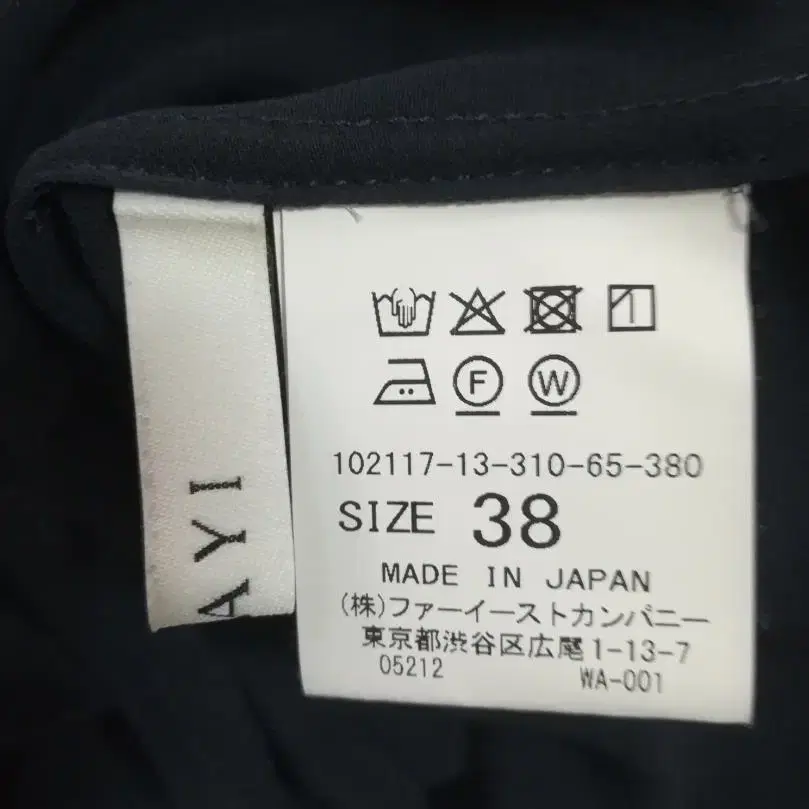 AYI
F
W
102117-13-310-65-380
SIZE 38
MADE IN JAPAN
(株)ファーイーストカンパニー
東京都渋谷区広尾1-13-7
05212 WA-001